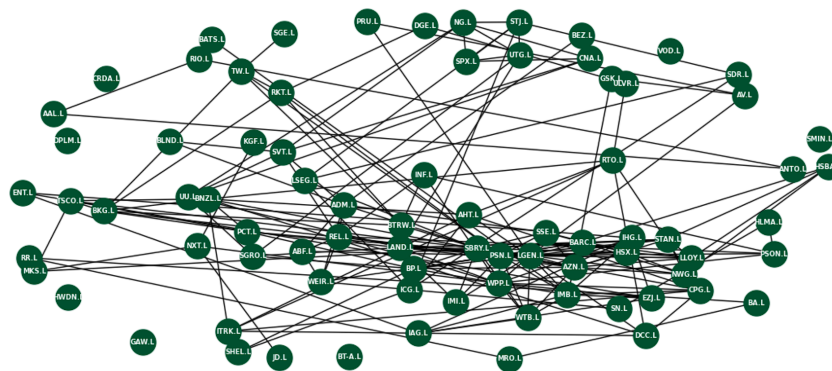 PRU.L
DGE.L
NG.L
STJ.L
BEZ.L
SGE.L
BATS.L
RIO.L
UTG.L
VOD.L
CNA.L
SPX.L
TW.L
SDR.L
CRDA.L
GSK.L
ULVR.L
RKT.L
AV.L
AAL.L
SMIN.L
DPLM.L
BLND.L
KGF.L
SVT.L
RTO.L
ANTO.L
HSBA
INF.L
LSEG.L
ENT.L
TSCO.L
UU.L
BNZL.L
BKG.L
ADM.L
AHT.L
HLMA.L
BTRW.L
PCT.L
SSE.L
REL.L
IHG.L
STAN.L
BARC.L
NXT.L
LAND.L
SBRY.L
ABF.L
SGRO.L
PSN.L
LGEN.L
HSX.L
PSON.L
RR.L
LLOY.L
MKS.L
BP.L
AZN.L
NWG.L
WEIR.L
WPP.L
ICG.L
CPG.L
HWDN.L
IMB.L
EZJ.L
IMI.L
BA.L
SN.L
WTB.L
ITRK.L
IAG.L
DCC.L
GAW.L
SHEL.L
JD.L
BT-A.L
MRO.L